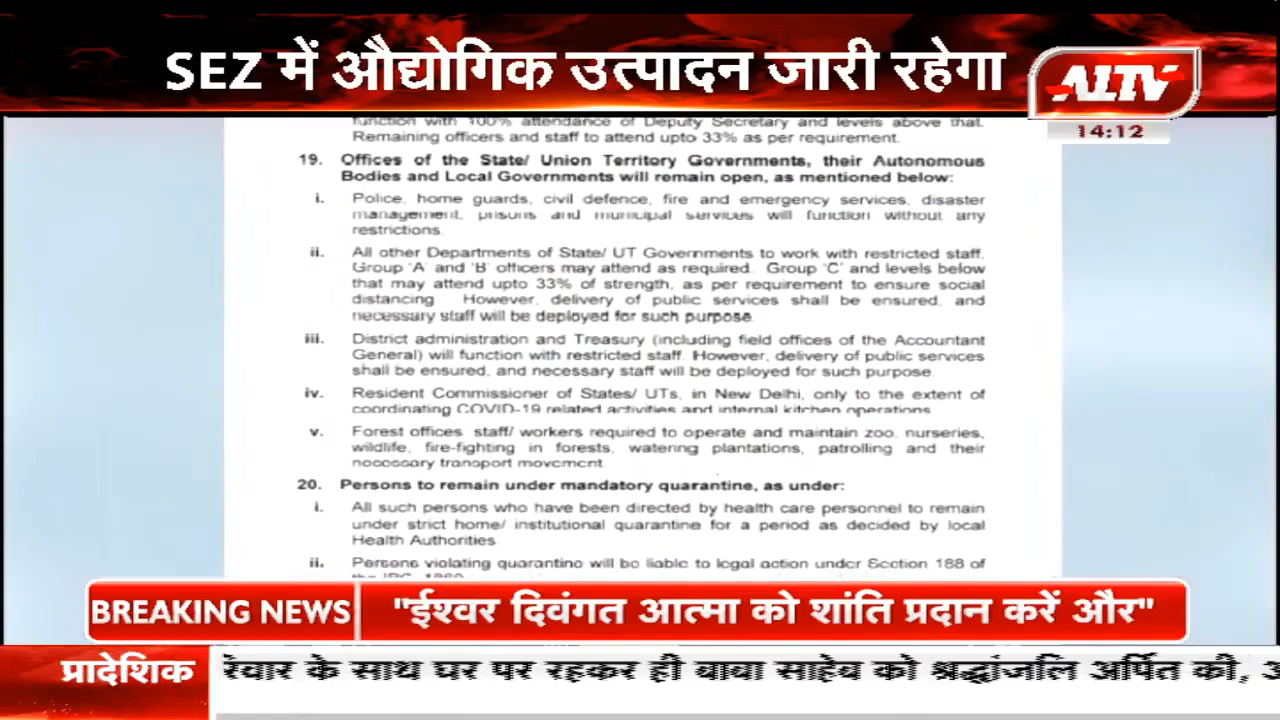 SEZ में औद्योगिक उत्पादन जारी रहेगा
ALTV
14:12
function with 100% attendance of Deputy Secretary and levels above that.
Remaining officers and staff to attend upto 33% as per requirement.
19. Offices of the State/ Union Territory Governments, their Autonomous
Bodies and Local Governments will remain open, as mentioned below:
i. Police, home guards, civil defence, fire and emergency services, disaster
management, prisons and municipal services will function without any
restrictions.
ii. All other Departments of State/ UT Governments to work with restricted staff.
Group 'A' and 'B' officers may attend as required. Group 'C' and levels below
that may attend upto 33% of strength, as per requirement to ensure social
distancing. However, delivery of public services shall be ensured, and
necessary staff will be deployed for such purpose.
iii. District administration and Treasury (including field offices of the Accountant
General) will function with restricted staff. However, delivery of public services
shall be ensured, and necessary staff will be deployed for such purpose.
iv. Resident Commissioner of States/ UTs, in New Delhi, only to the extent of
coordinating COVID-19 related activities and internal kitchen operations.
v. Forest offices: staff/ workers required to operate and maintain zoo, nurseries,
wildlife, fire-fighting in forests, watering plantations, patrolling and their
necessary transport movement.
20. Persons to remain under mandatory quarantine, as under:
i. All such persons who have been directed by health care personnel to remain
under strict home/ institutional quarantine for a period as decided by local
Health Authorities.
ii. Persons violating quarantine will be liable to legal action under Section 188 of
the IPC, 1860.
BREAKING NEWS "ईश्वर दिवंगत आत्मा को शांति प्रदान करें और"
प्रादेशिक के साथ घर पर रहकर ही बाबा साहेब को श्रद्धांजलि अर्पित की,